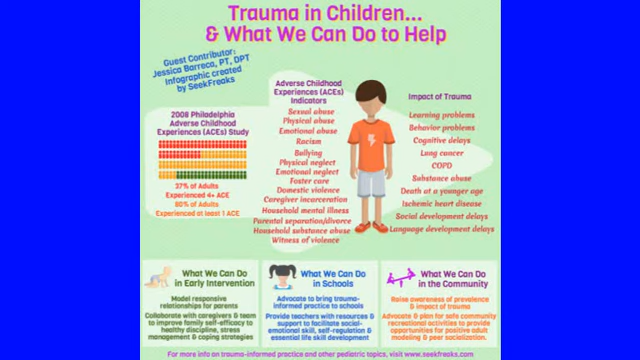 Trauma in Children...
& What We Can Do to Help
Guest Contributor:
Jessica Barreca, PT, DPT
Infographic created
by SeekFreaks
2008 Philadelphia
Adverse Childhood
Experiences (ACEs) Study
37% of Adults
Experienced 4+ ACE
80% of Adults
Experienced at least 1 ACE
Adverse Childhood
Experiences (ACEs)
Indicators
Sexual abuse
Physical abuse
Emotional abuse
Racism
Bullying
Physical neglect
Emotional neglect
Foster care
Domestic violence
Caregiver incarceration
Household mental illness
Parental separation/divorce
Household substance abuse
Witness of violence
Impact of Trauma
Learning problems
Behavior problems
Cognitive delays
Lung cancer
COPD
Substance abuse
Death at a younger age
Ischemic heart disease
Social development delays
Language development delays
What We Can Do
in Early Intervention
Model responsive
relationships for parents
Collaborate with caregivers & team
to improve family self-efficacy to
healthy discipline, stress
management & coping strategies
What We Can Do
in Schools
Advocate to bring trauma-
informed practice to schools
Provide teachers with resources &
support to facilitate social-
emotional skill, self-regulation &
essential life skill development
What We Can Do
in the Community
Raise awareness of prevalence
& impact of trauma
Advocate & plan for safe community
recreational activities to provide
opportunities for positive adult
modeling & peer socialization.
For more info on trauma-informed practice and other pediatric topics, visit www.seekfreaks.com